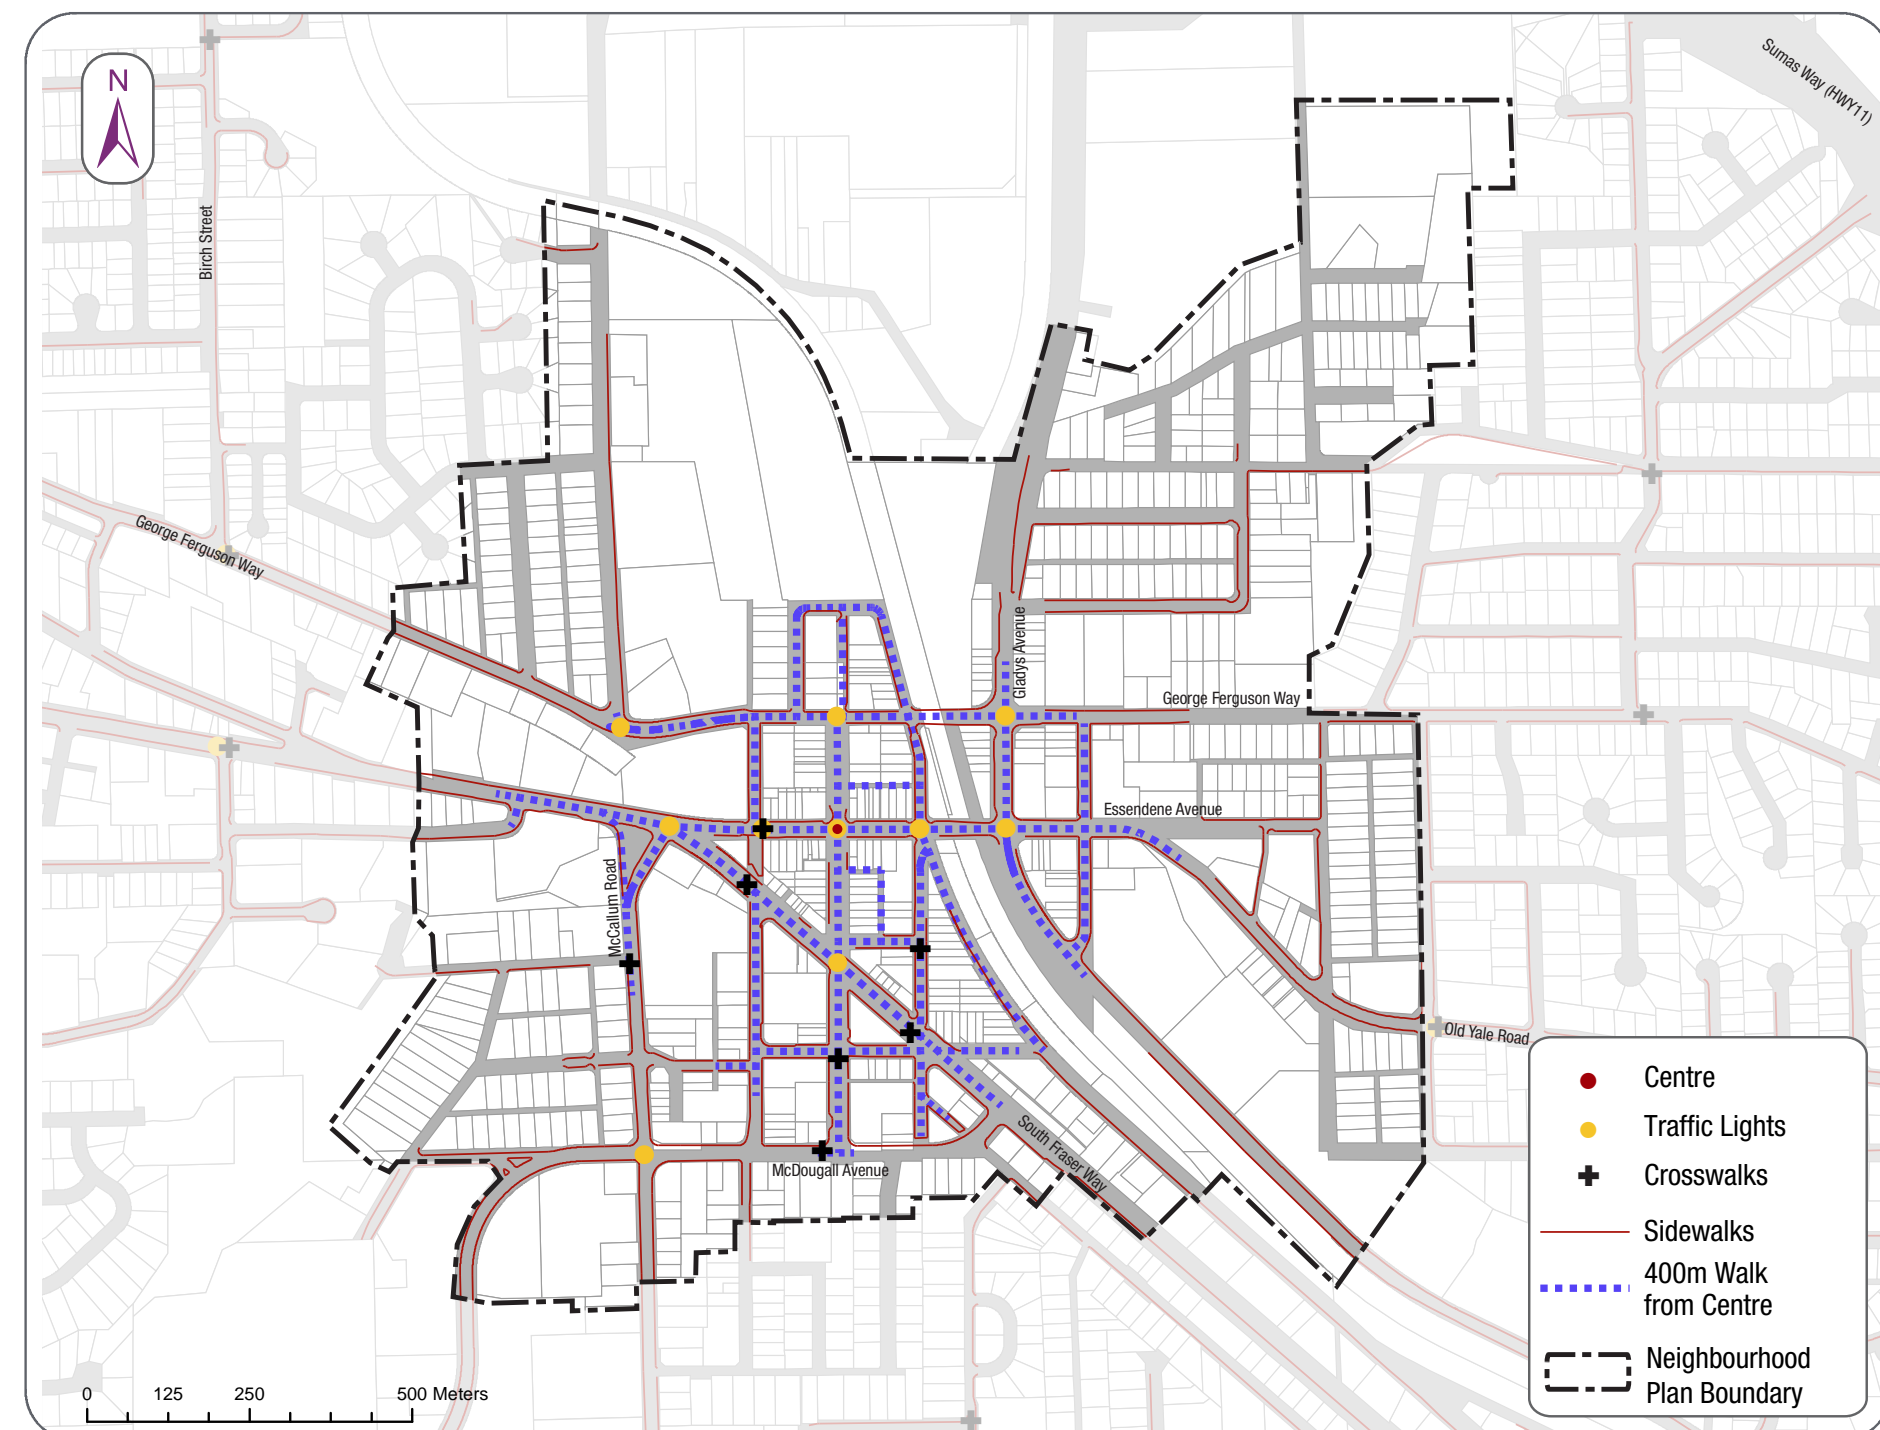 N
Sumas Way (HWY11)
Birch Street
George Ferguson Way
Gladys Avenue
George Ferguson Way
Essendene Avenue
McCallum Road
Old Yale Road
South Fraser Way
McDougall Avenue
Centre
Traffic Lights
Crosswalks
Sidewalks
400m Walk
from Centre
Neighbourhood
Plan Boundary
0 125 250 500 Meters